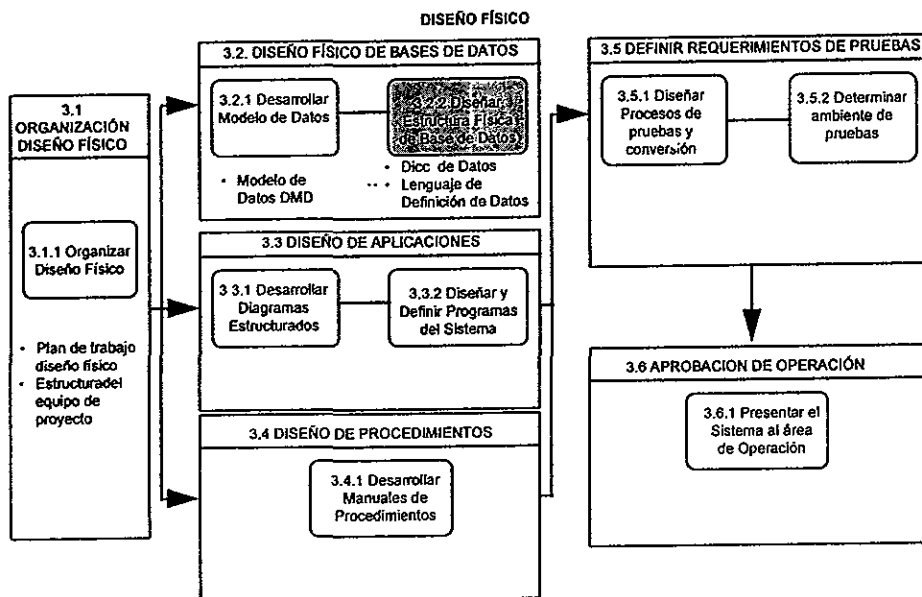 DISEÑO FÍSICO
3.1
ORGANIZACIÓN
DISEÑO FÍSICO
3.1.1 Organizar
Diseño Físico
• Plan de trabajo
diseño físico
• Estructuradel
equipo de
proyecto
3.2. DISEÑO FÍSICO DE BASES DE DATOS
3.2.1 Desarrollar
Modelo de Datos
3.2.2 Diseñar
Estructura Física
de Base de Datos
• Modelo de
Datos DMD
• Dicc de Datos
• Lenguaje de
Definición de Datos
3.3 DISEÑO DE APLICACIONES
3 3.1 Desarrollar
Diagramas
Estructurados
3.3.2 Diseñar y
Definir Programas
del Sistema
3.4 DISEÑO DE PROCEDIMIENTOS
3.4.1 Desarrollar
Manuales de
Procedimientos
3.5 DEFINIR REQUERIMIENTOS DE PRUEBAS
3.5.1 Diseñar
Procesos de
pruebas y
conversión
3.5.2 Determinar
ambiente de
pruebas
3.6 APROBACION DE OPERACIÓN
3.6.1 Presentar el
Sistema al área
de Operación